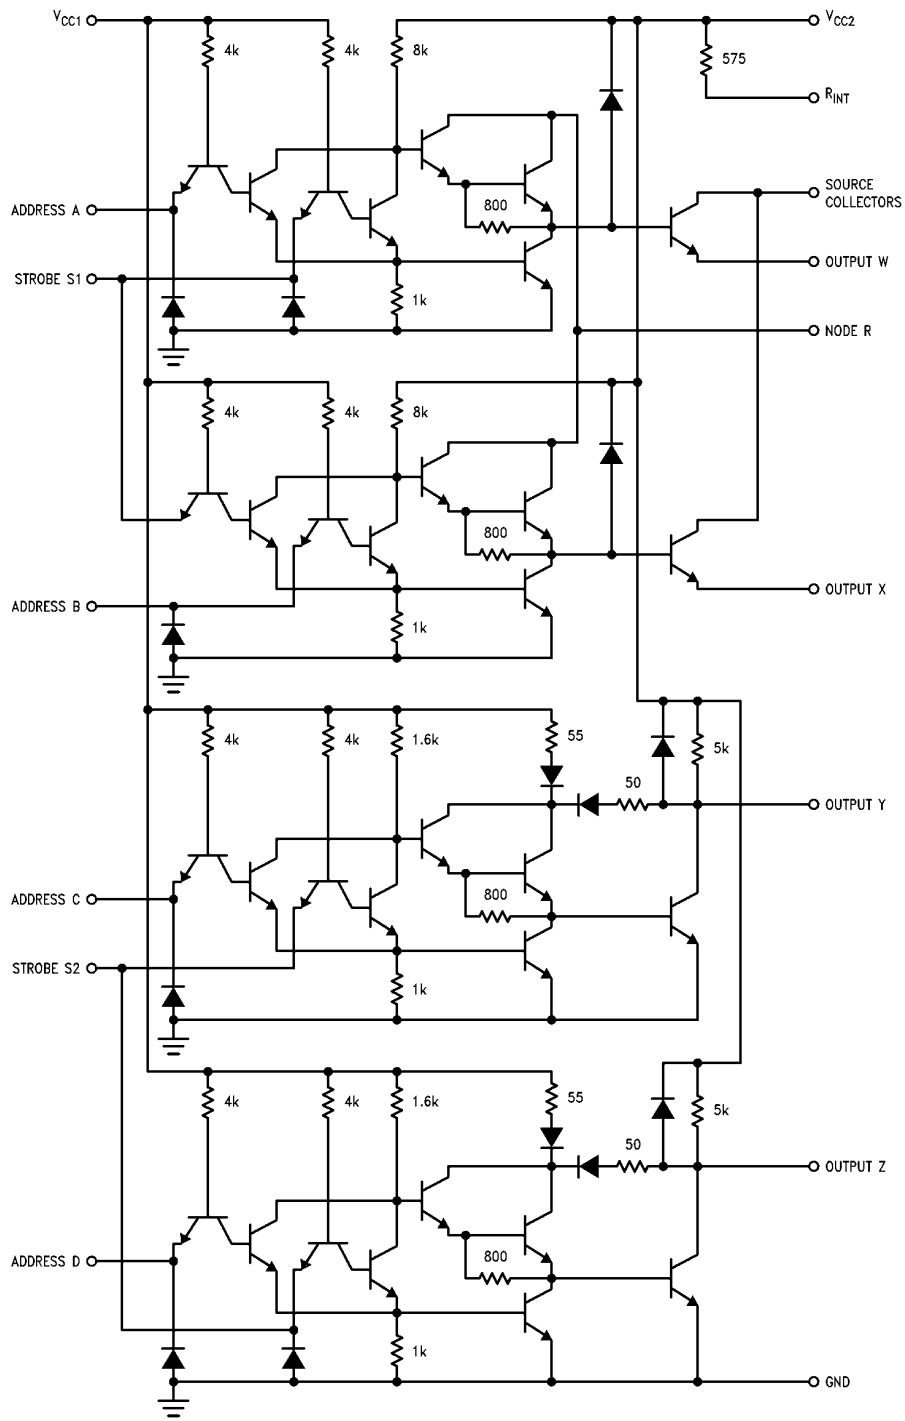 VCC1
VCC2
4k
4k
8k
575
RINT
ADDRESS A
800
SOURCE
COLLECTORS
STROBE S1
OUTPUT W
1k
NODE R
4k
4k
8k
800
ADDRESS B
OUTPUT X
1k
4k
4k
1.6k
55
5k
50
OUTPUT Y
ADDRESS C
800
STROBE S2
1k
4k
4k
1.6k
55
5k
50
OUTPUT Z
ADDRESS D
800
1k
GND